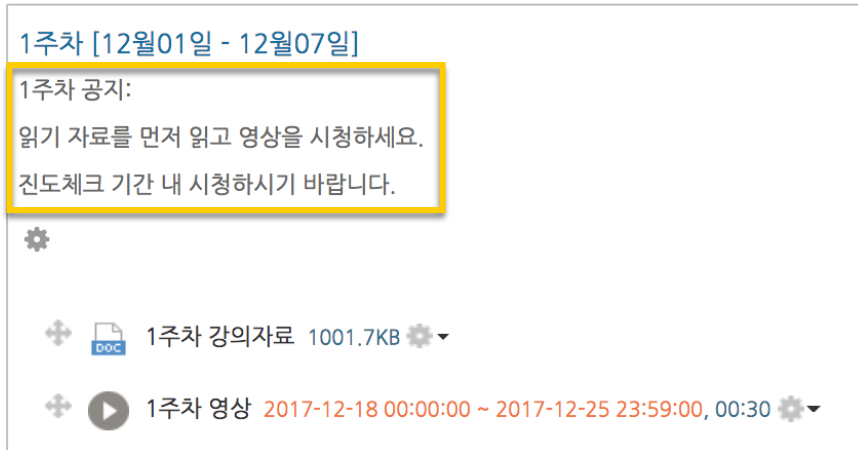 1주차 [12월01일 - 12월07일]
1주차 공지:
읽기 자료를 먼저 읽고 영상을 시청하세요.
진도체크 기간 내 시청하시기 바랍니다.
DOC 1주차 강의자료 1001.7KB
1주차 영상 2017-12-18 00:00:00 ~ 2017-12-25 23:59:00, 00:30